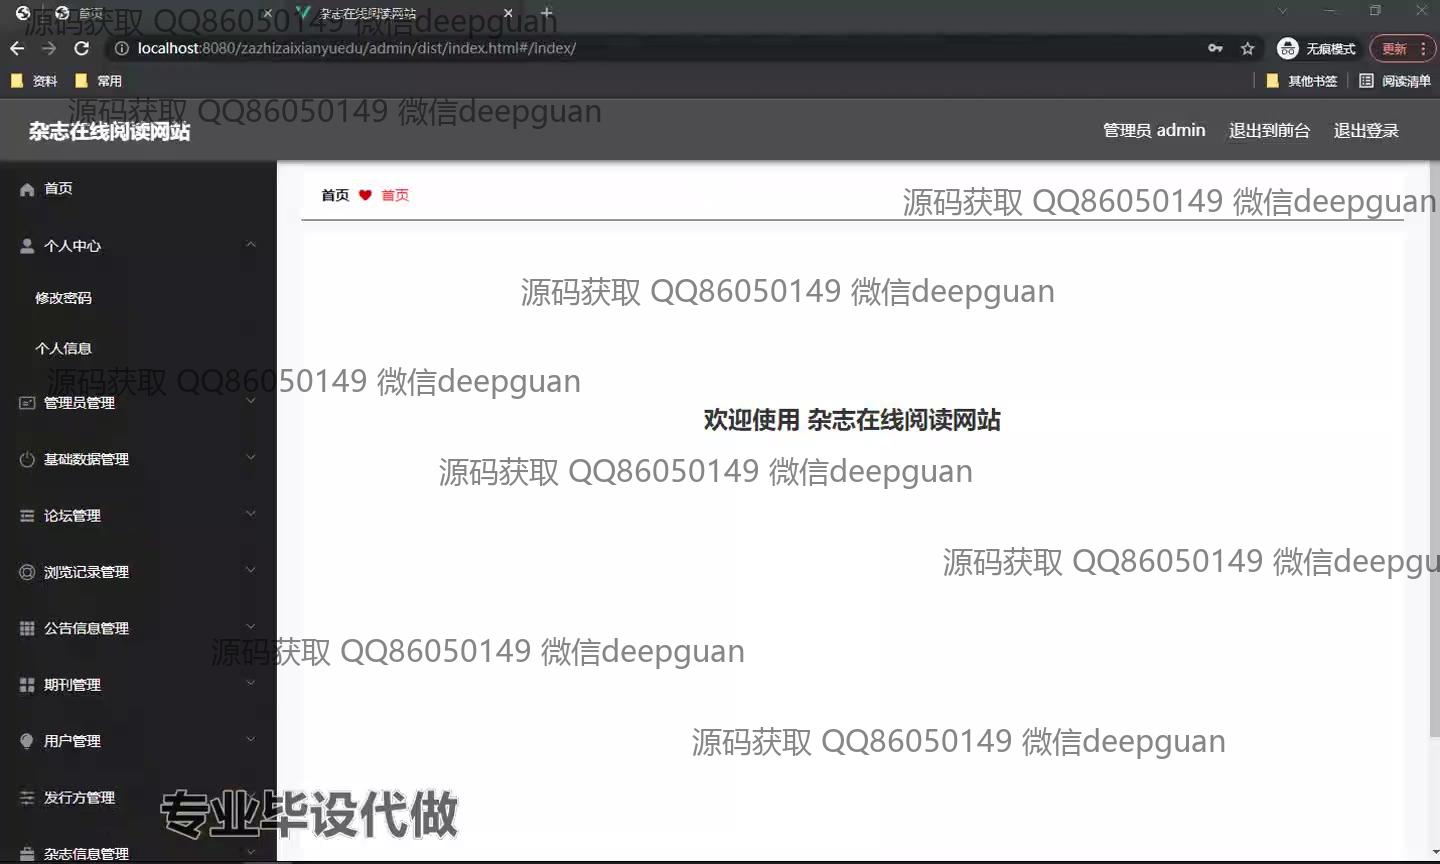 首页
杂志在线阅读网站
源码获取 QQ86050149 微信deepguan
localhost:8080/zazhizaixianyuedu/admin/dist/index.html#/index/
无痕模式
更新
资料
常用
其他书签
阅读清单
源码获取 QQ86050149 微信deepguan
杂志在线阅读网站
管理员 admin
退出到前台
退出登录
首页
首页 首页
源码获取 QQ86050149 微信deepguan
个人中心
源码获取 QQ86050149 微信deepguan
修改密码
个人信息
源码获取 QQ86050149 微信deepguan
管理员管理
欢迎使用 杂志在线阅读网站
基础数据管理
源码获取 QQ86050149 微信deepguan
论坛管理
源码获取 QQ86050149 微信deepgu
浏览记录管理
公告信息管理
源码获取 QQ86050149 微信deepguan
期刊管理
用户管理
源码获取 QQ86050149 微信deepguan
发行方管理
专业毕设代做
杂志信息管理